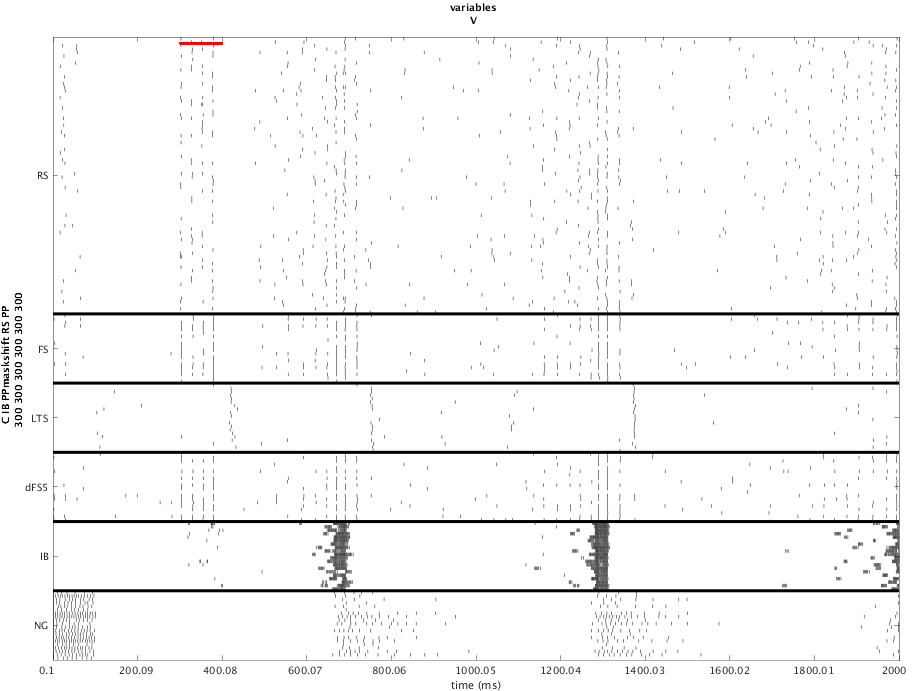 variables
V
C IB PPmaskshift RS PP
300 300 300 300 300 300
RS
FS
LTS
dFS5
IB
NG
0.1 200.09 400.08 600.07 800.06 1000.05 1200.04 1400.03 1600.02 1800.01 2000
time (ms)